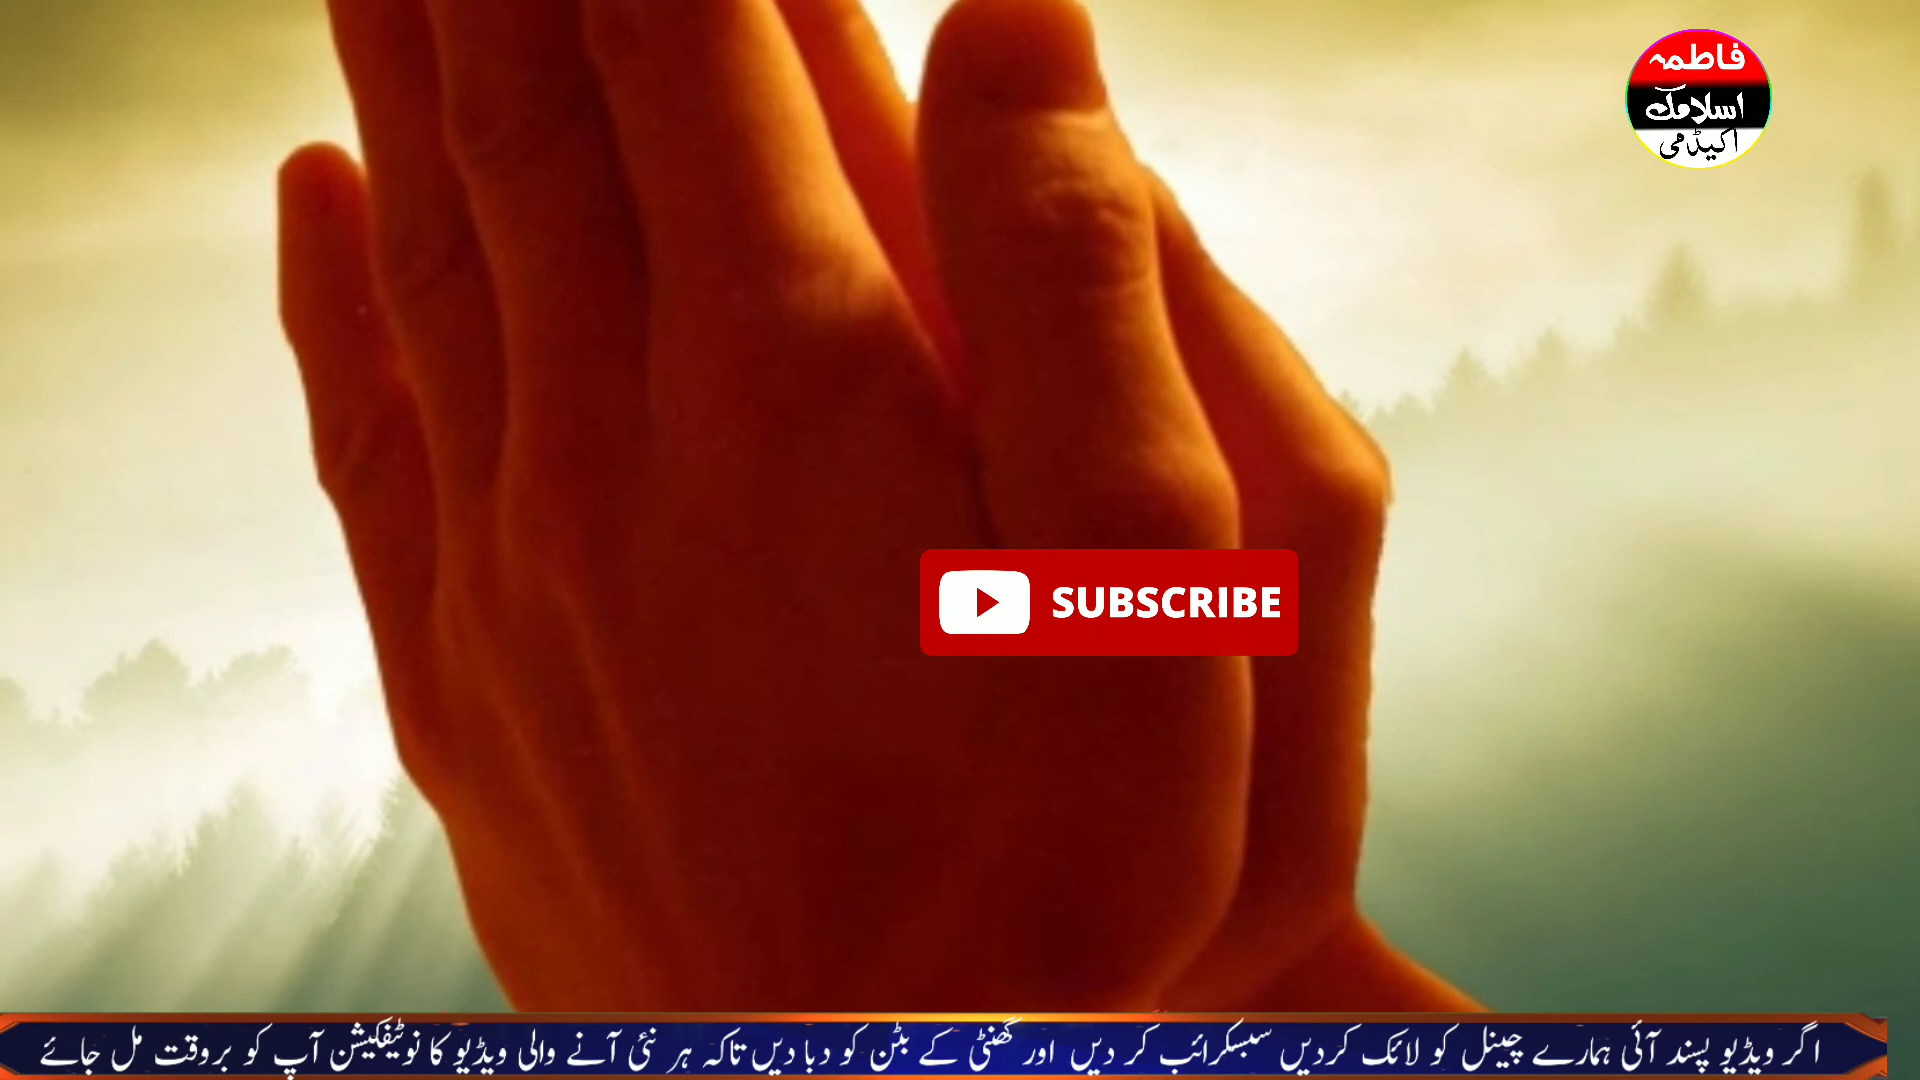 فاطمہ
اسلامک
اکیڈمی
SUBSCRIBE
اگر ویڈیو پسند آئی ہمارے چینل کو لائک کردیں سبسکرائب کر دیں اور گھنٹی کے بٹن کو دبا دیں تاکہ ہر نئی آنے والی ویڈیو کا نوٹیفکیشن آپ کو بروقت مل جائے